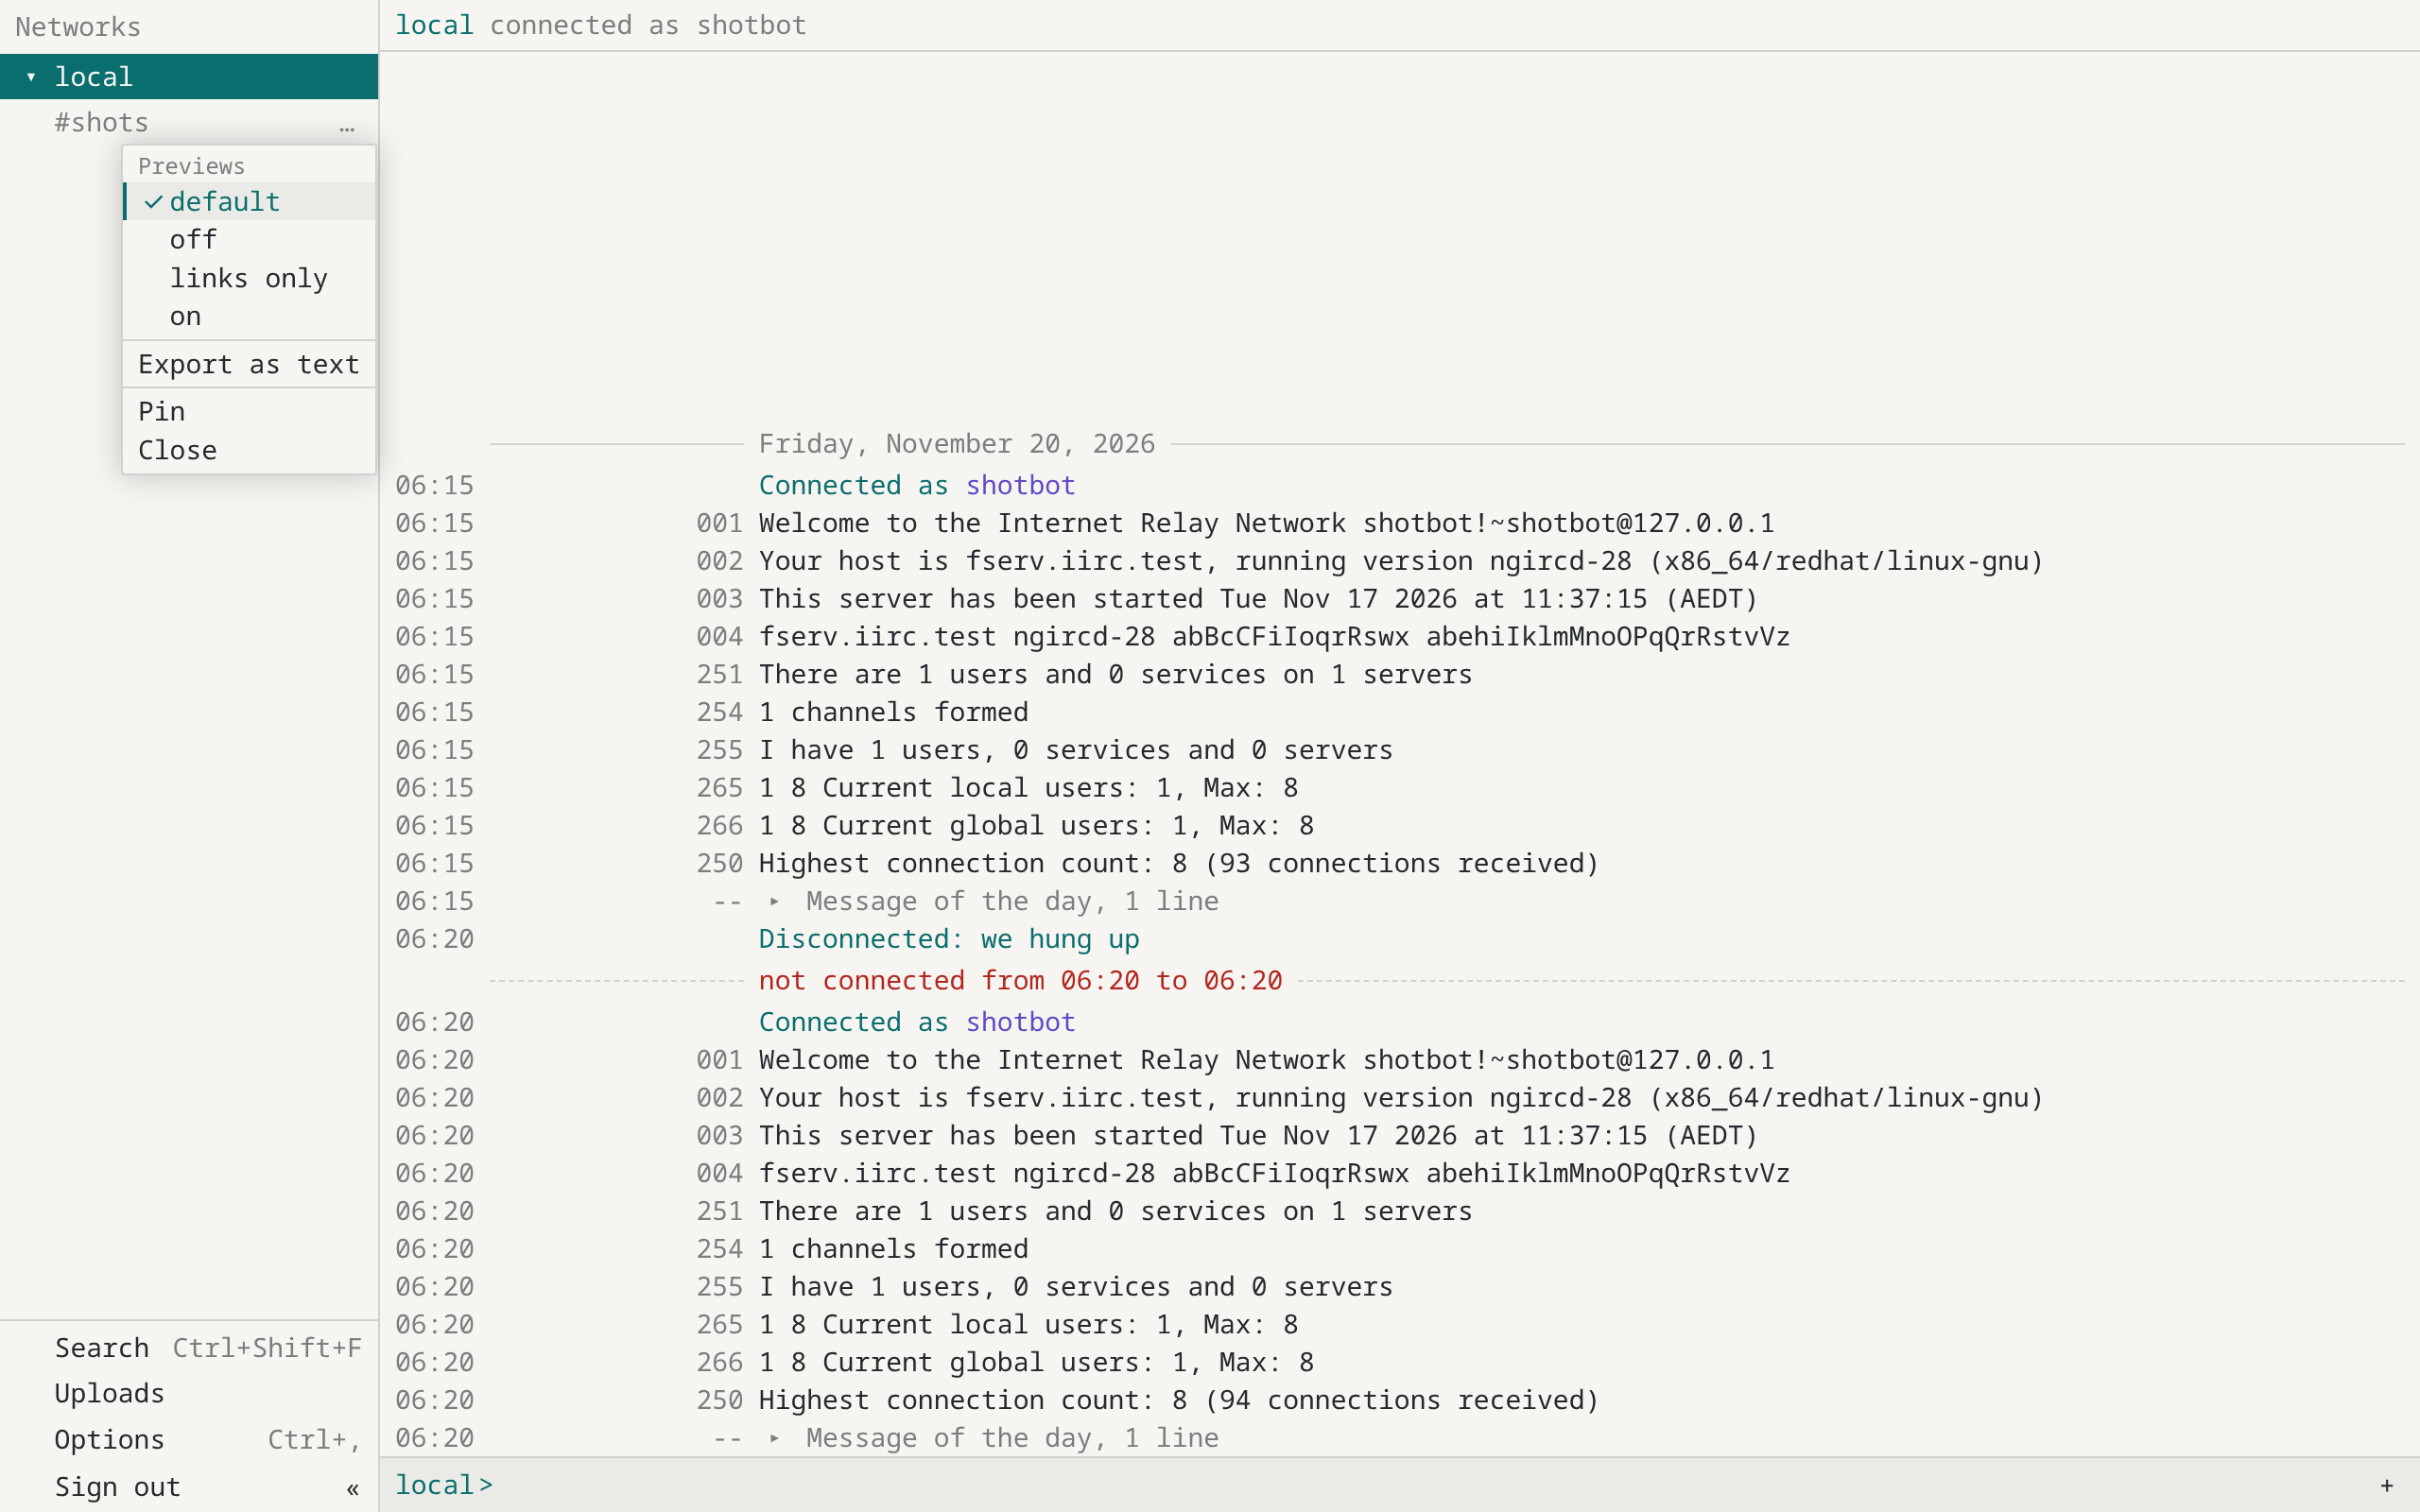 Networks
▾ local
#shots …
Previews
✓ default
off
links only
on
Export as text
Pin
Close
Search Ctrl+Shift+F
Uploads
Options Ctrl+,
Sign out «
local connected as shotbot
Friday, November 20, 2026
06:15 Connected as shotbot
06:15 001 Welcome to the Internet Relay Network shotbot!~shotbot@127.0.0.1
06:15 002 Your host is fserv.iirc.test, running version ngircd-28 (x86_64/redhat/linux-gnu)
06:15 003 This server has been started Tue Nov 17 2026 at 11:37:15 (AEDT)
06:15 004 fserv.iirc.test ngircd-28 abBcCFiIoqrRswx abehiIklmMnoOPqQrRstvVz
06:15 251 There are 1 users and 0 services on 1 servers
06:15 254 1 channels formed
06:15 255 I have 1 users, 0 services and 0 servers
06:15 265 1 8 Current local users: 1, Max: 8
06:15 266 1 8 Current global users: 1, Max: 8
06:15 250 Highest connection count: 8 (93 connections received)
06:15 -- ▸ Message of the day, 1 line
06:20 Disconnected: we hung up
not connected from 06:20 to 06:20
06:20 Connected as shotbot
06:20 001 Welcome to the Internet Relay Network shotbot!~shotbot@127.0.0.1
06:20 002 Your host is fserv.iirc.test, running version ngircd-28 (x86_64/redhat/linux-gnu)
06:20 003 This server has been started Tue Nov 17 2026 at 11:37:15 (AEDT)
06:20 004 fserv.iirc.test ngircd-28 abBcCFiIoqrRswx abehiIklmMnoOPqQrRstvVz
06:20 251 There are 1 users and 0 services on 1 servers
06:20 254 1 channels formed
06:20 255 I have 1 users, 0 services and 0 servers
06:20 265 1 8 Current local users: 1, Max: 8
06:20 266 1 8 Current global users: 1, Max: 8
06:20 250 Highest connection count: 8 (94 connections received)
06:20 -- ▸ Message of the day, 1 line
local> +